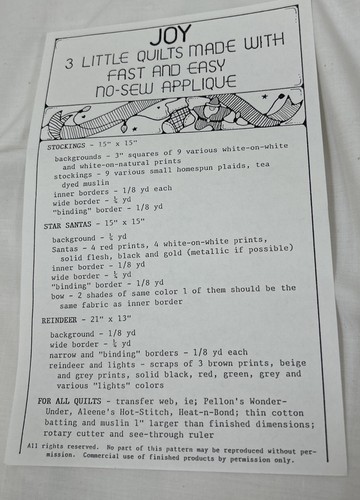 JOY
3 LITTLE QUILTS MADE WITH
FAST AND EASY
NO-SEW APPLIQUE
STOCKINGS - 15" x 15"
backgrounds - 3" squares of 9 various white-on-white
and white-on-natural prints
stockings - 9 various small homespun plaids, tea
dyed muslin
inner borders - 1/8 yd each
wide border - ¼ yd
"binding" border - 1/8 yd
STAR SANTAS - 15" x 15"
background - ¼ yd
Santas - 4 red prints, 4 white-on-white prints,
solid flesh, black and gold (metallic if possible)
inner border - 1/8 yd
wide border - ¼ yd
"binding" border - 1/8 yd
bow - 2 shades of same color 1 of them should be the
same fabric as inner border
REINDEER - 21" x 13"
background - 1/8 yd
wide border - ¼ yd
narrow and "binding" borders - 1/8 yd each
reindeer and lights - scraps of 3 brown prints, beige
and grey prints, solid black, red, green, grey and
various "lights" colors
FOR ALL QUILTS - transfer web, ie; Pellon's Wonder-
Under, Aleene's Hot-Stitch, Heat-n-Bond; thin cotton
batting and muslin 1" larger than finished dimensions;
rotary cutter and see-through ruler
All rights reserved. No part of this pattern may be reproduced without per-
mission. Commercial use of finished products by permission only.